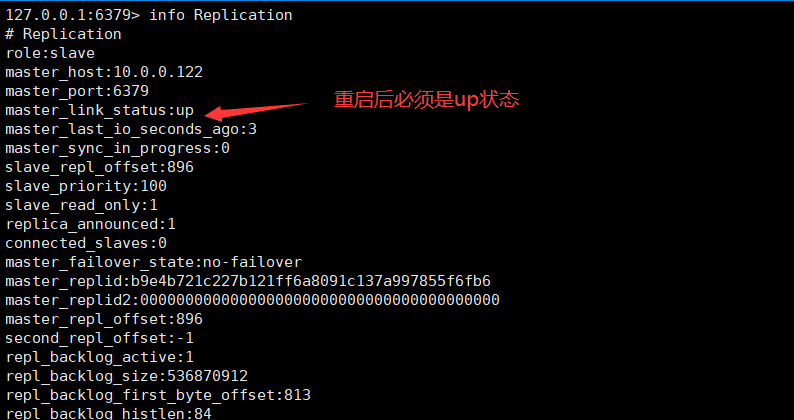 127.0.0.1:6379> info Replication
# Replication
role:slave
master_host:10.0.0.122
master_port:6379
master_link_status:up
重启后必须是up状态
master_last_io_seconds_ago:3
master_sync_in_progress:0
slave_repl_offset:896
slave_priority:100
slave_read_only:1
replica_announced:1
connected_slaves:0
master_failover_state:no-failover
master_replid:b9e4b721c227b121ff6a8091c137a997855f6fb6
master_replid2:0000000000000000000000000000000000000000
master_repl_offset:896
second_repl_offset:-1
repl_backlog_active:1
repl_backlog_size:536870912
repl_backlog_first_byte_offset:813
repl_backlog_histlen:84